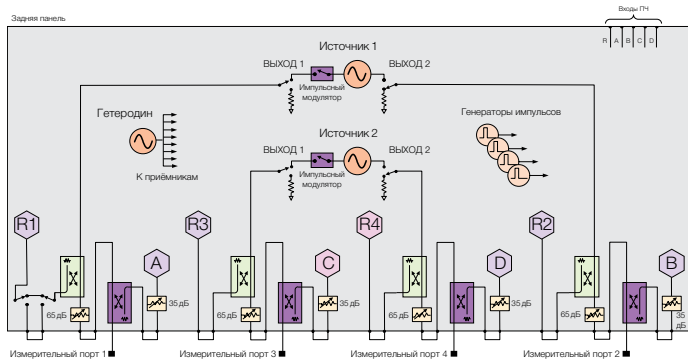 Задняя панель
Входы ПЧ
R A B C D
Источник 1
ВЫХОД 1
ВЫХОД 2
Импульсный
модулятор
Гетеродин
К приёмникам
Генераторы импульсов
Источник 2
ВЫХОД 1
ВЫХОД 2
Импульсный
модулятор
R1
R3
R4
R2
A
C
D
B
65 дБ
35 дБ
65 дБ
35 дБ
65 дБ
35 дБ
65 дБ
35
дБ
Измерительный порт 1
Измерительный порт 3
Измерительный порт 4
Измерительный порт 2